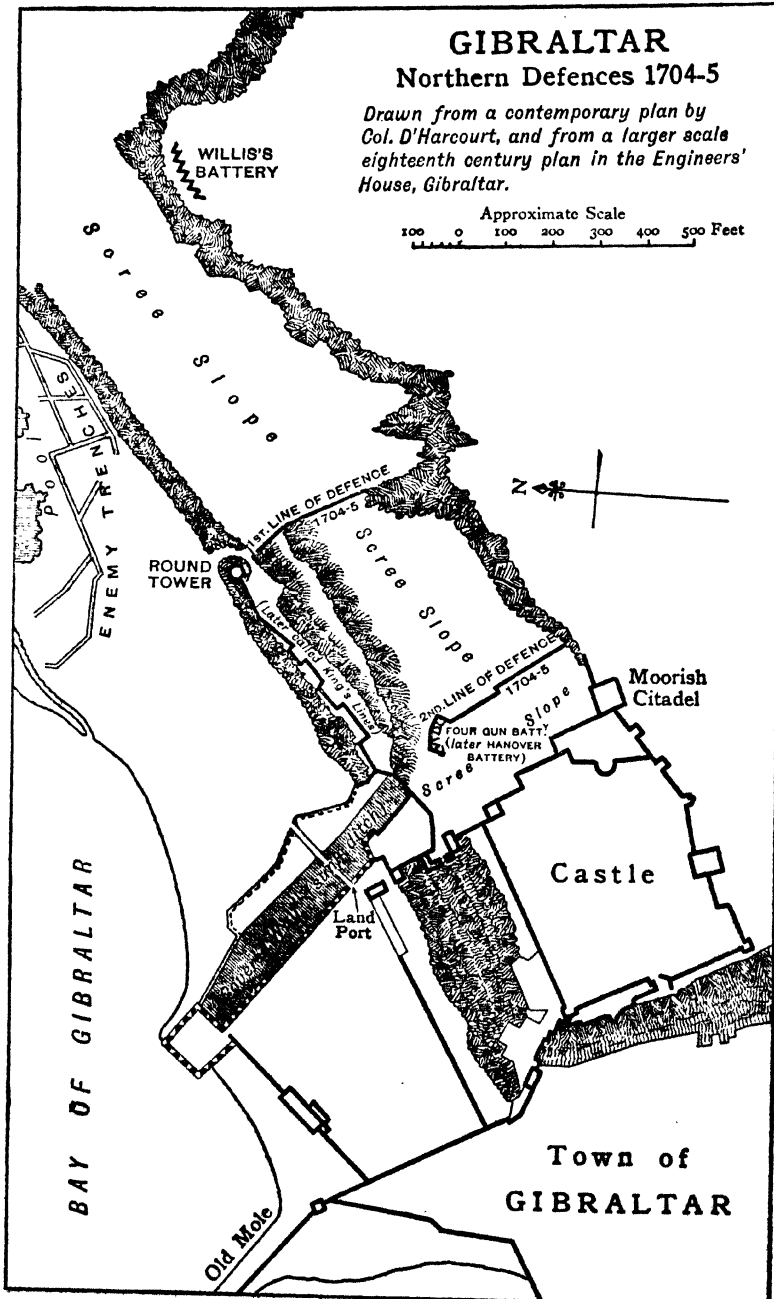 GIBRALTAR
Northern Defences 1704-5
Drawn from a contemporary plan by
Col. D'Harcourt, and from a larger scale
eighteenth century plan in the Engineers'
House, Gibraltar.
Approximate Scale
100 0 100 200 300 400 500 Feet
WILLIS'S
BATTERY
Scree Slope
ENEMY TRENCHES
Pool
1ST. LINE OF DEFENCE
1704-5
N
ROUND
TOWER
Scree Slope
(Later called King's Lines)
2ND. LINE OF DEFENCE
1704-5
Moorish
Citadel
FOUR GUN BATTY
(later HANOVER
BATTERY)
Scree Slope
Castle
Land
Port
BAY OF GIBRALTAR
Old Mole
Town of
GIBRALTAR